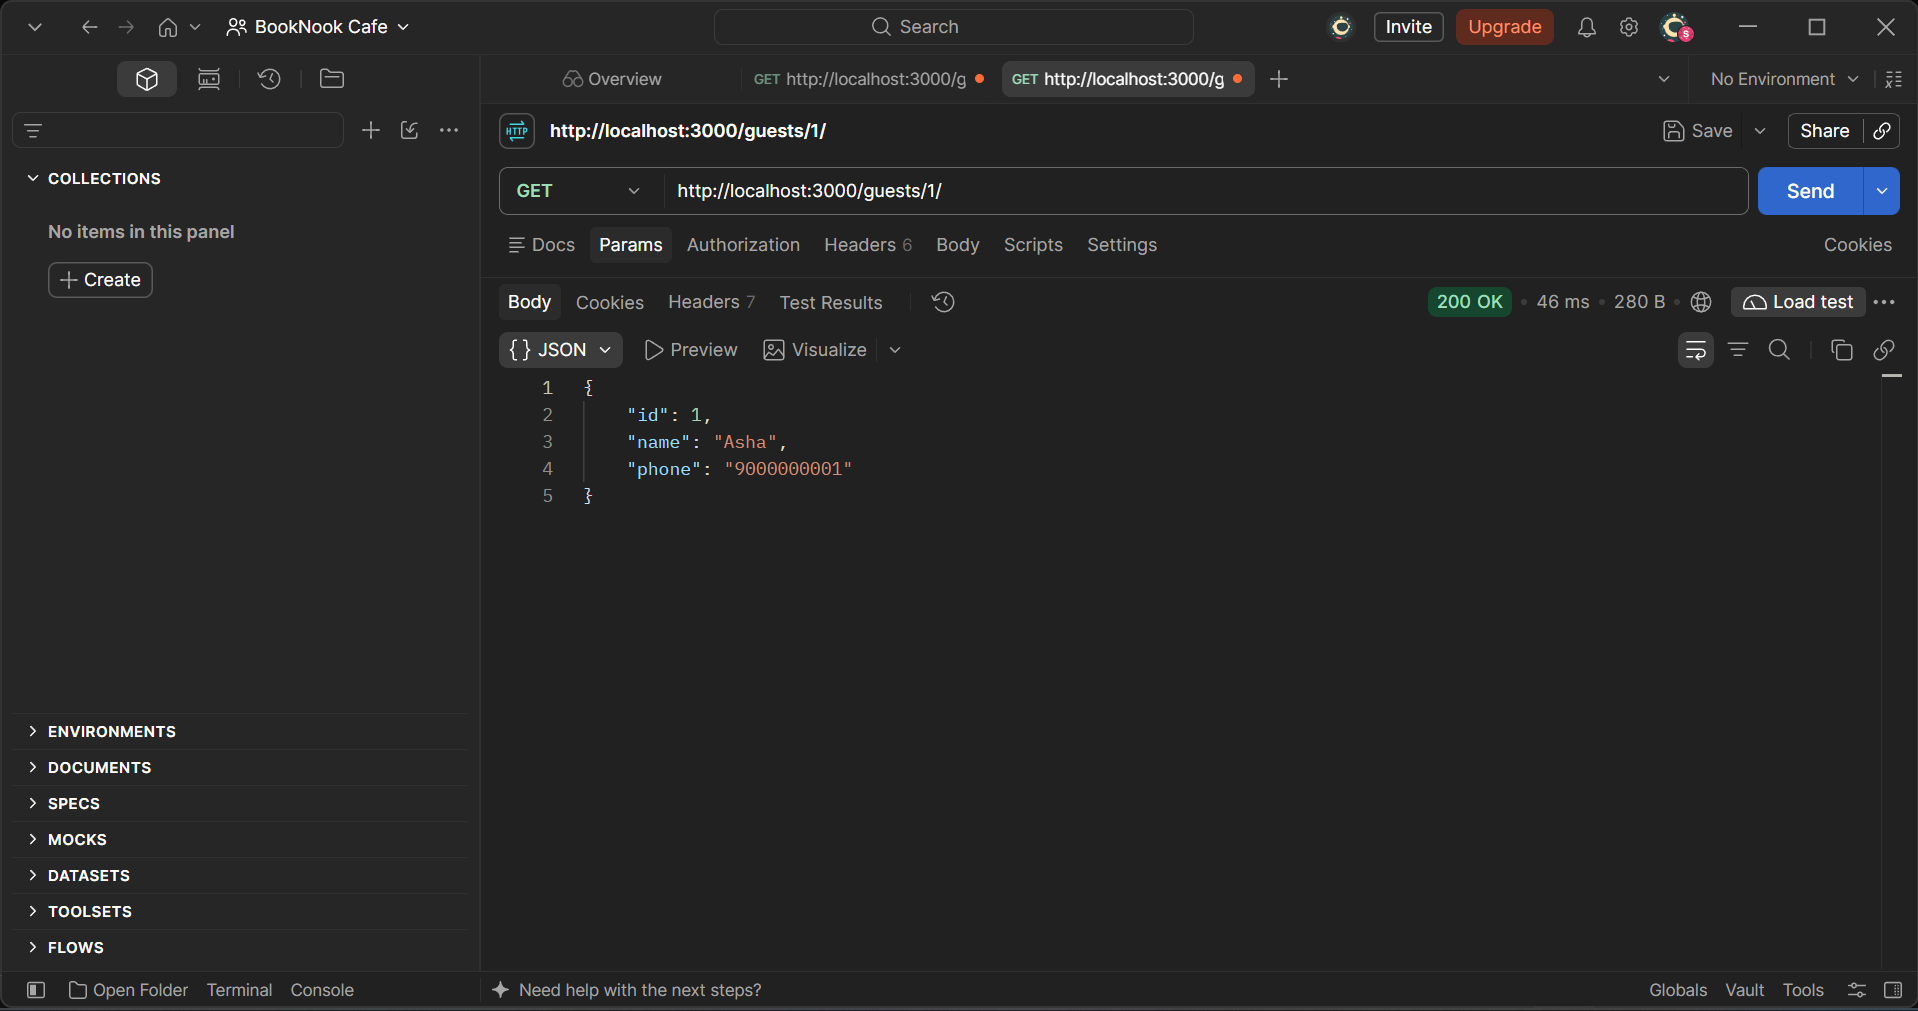 BookNook Cafe
Search
Invite
Upgrade
S
Overview
GET http://localhost:3000/g
GET http://localhost:3000/g
No Environment
HTTP
http://localhost:3000/guests/1/
Save
Share
COLLECTIONS
GET
http://localhost:3000/guests/1/
Send
No items in this panel
Docs
Params
Authorization
Headers 6
Body
Scripts
Settings
Cookies
Create
Body
Cookies
Headers 7
Test Results
200 OK
46 ms
280 B
Load test
{} JSON
Preview
Visualize
1 {
2 "id": 1,
3 "name": "Asha",
4 "phone": "9000000001"
5 }
ENVIRONMENTS
DOCUMENTS
SPECS
MOCKS
DATASETS
TOOLSETS
FLOWS
Open Folder
Terminal
Console
Need help with the next steps?
Globals
Vault
Tools